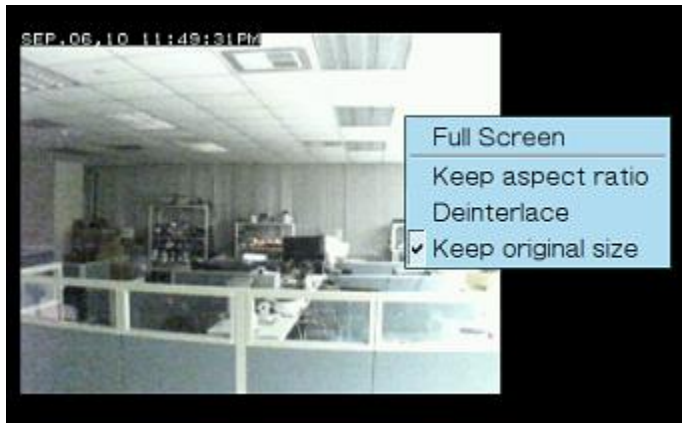 SEP.06,10 11:49:31PM
Full Screen
Keep aspect ratio
Deinterlace
Keep original size